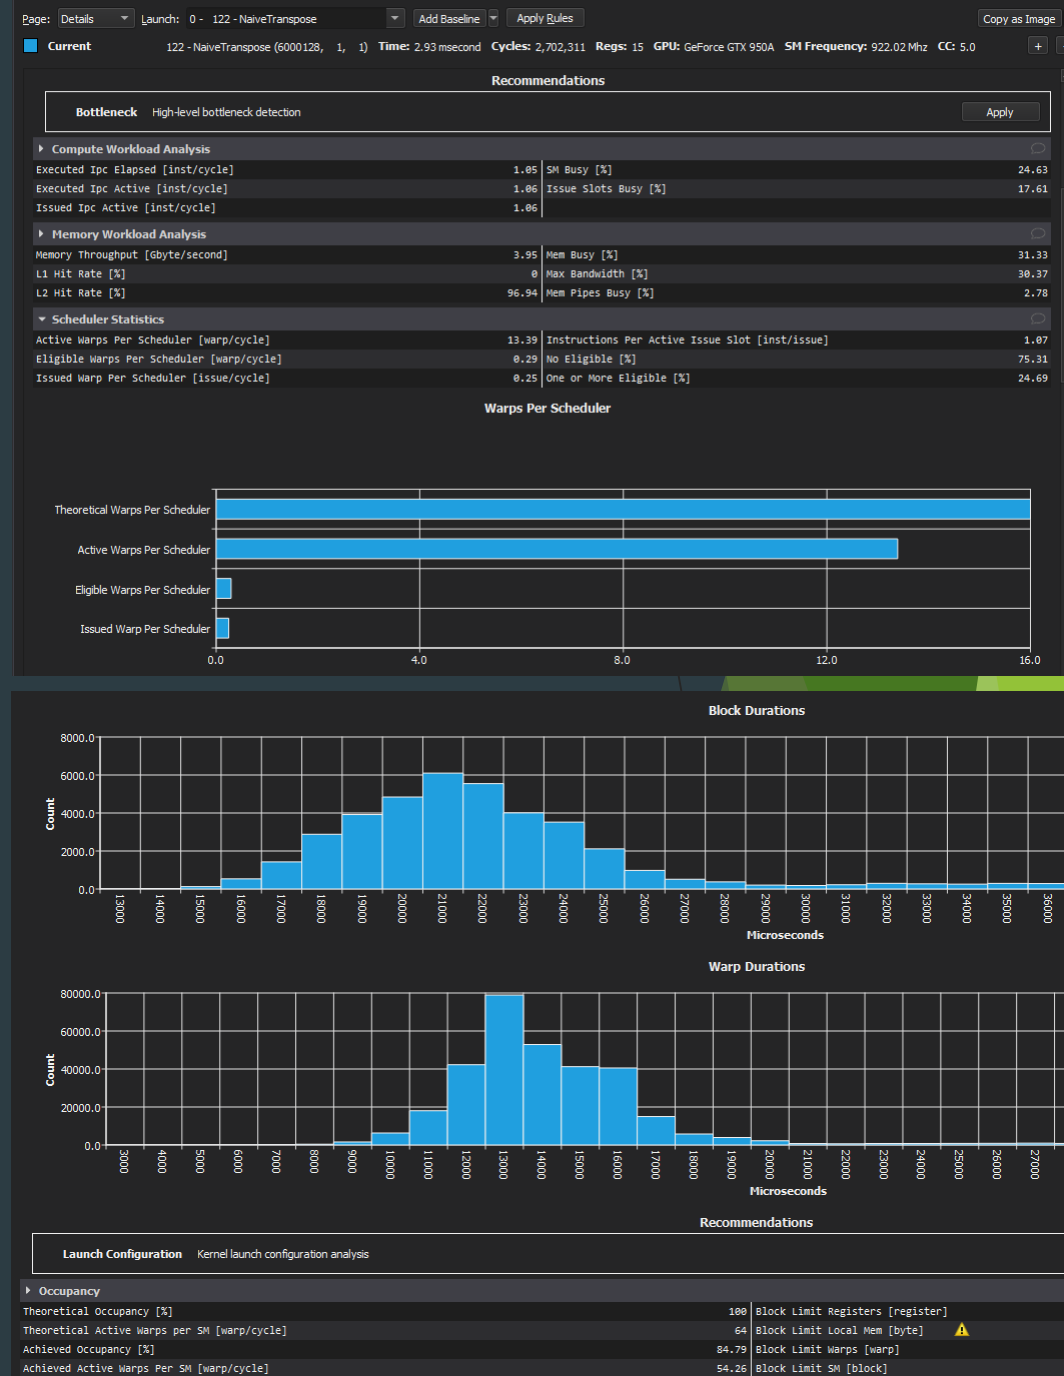 Page: Details Launch: 0 - 122 - NaiveTranspose Add Baseline Apply Rules Copy as Image
Current 122 - NaiveTranspose (6000128, 1, 1) Time: 2.93 msecond Cycles: 2,702,311 Regs: 15 GPU: GeForce GTX 950A SM Frequency: 922.02 Mhz CC: 5.0 +
Recommendations
Bottleneck High-level bottleneck detection Apply
Compute Workload Analysis
Executed Ipc Elapsed [inst/cycle] 1.05 SM Busy [%] 24.63
Executed Ipc Active [inst/cycle] 1.06 Issue Slots Busy [%] 17.61
Issued Ipc Active [inst/cycle] 1.06
Memory Workload Analysis
Memory Throughput [Gbyte/second] 3.95 Mem Busy [%] 31.33
L1 Hit Rate [%] 0 Max Bandwidth [%] 30.37
L2 Hit Rate [%] 96.94 Mem Pipes Busy [%] 2.78
Scheduler Statistics
Active Warps Per Scheduler [warp/cycle] 13.39 Instructions Per Active Issue Slot [inst/issue] 1.07
Eligible Warps Per Scheduler [warp/cycle] 0.29 No Eligible [%] 75.31
Issued Warp Per Scheduler [issue/cycle] 0.25 One or More Eligible [%] 24.69
Warps Per Scheduler
Theoretical Warps Per Scheduler
Active Warps Per Scheduler
Eligible Warps Per Scheduler
Issued Warp Per Scheduler
0.0 4.0 8.0 12.0 16.0
Block Durations
8000.0
6000.0
4000.0
2000.0
0.0
Count
13000 14000 15000 16000 17000 18000 19000 20000 21000 22000 23000 24000 25000 26000 27000 28000 29000 30000 31000 32000 33000 34000 35000 36000
Microseconds
Warp Durations
80000.0
60000.0
40000.0
20000.0
0.0
Count
3000 4000 5000 6000 7000 8000 9000 10000 11000 12000 13000 14000 15000 16000 17000 18000 19000 20000 21000 22000 23000 24000 25000 26000 27000
Microseconds
Recommendations
Launch Configuration Kernel launch configuration analysis
Occupancy
Theoretical Occupancy [%] 100 Block Limit Registers [register]
Theoretical Active Warps per SM [warp/cycle] 64 Block Limit Local Mem [byte]
Achieved Occupancy [%] 84.79 Block Limit Warps [warp]
Achieved Active Warps Per SM [warp/cycle] 54.26 Block Limit SM [block]